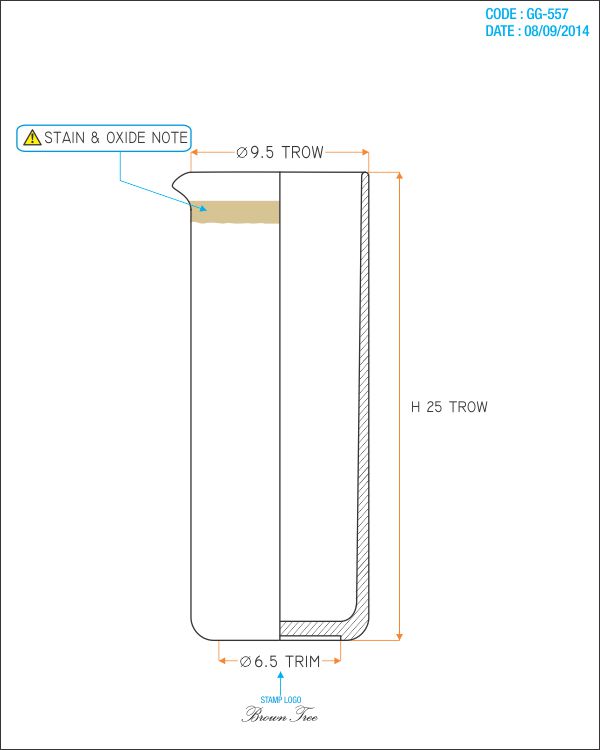 CODE : GG-557
DATE : 08/09/2014
STAIN & OXIDE NOTE
Ø9.5 TROW
H 25 TROW
Ø6.5 TRIM
STAMP LOGO
Brown Tree